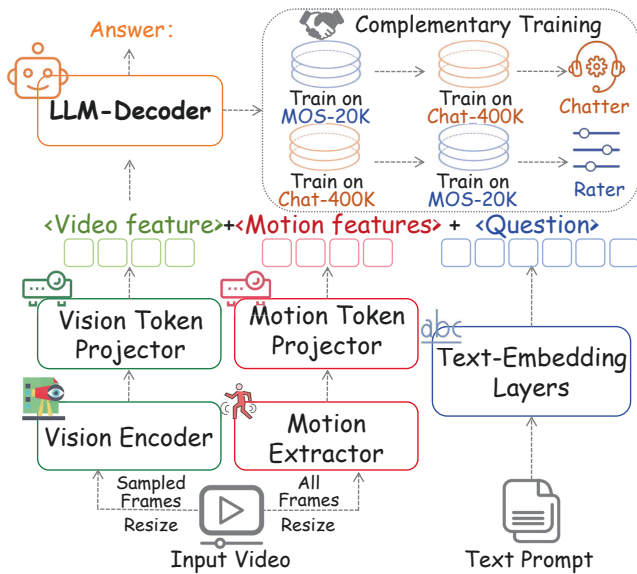 Answer:
Complementary Training
LLM-Decoder
Train on
MOS-20K
Train on
Chat-400K
Chatter
Train on
Chat-400K
Train on
MOS-20K
Rater
<Video feature>+<Motion features> + <Question>
Vision Token
Projector
Motion Token
Projector
abc
Text-Embedding
Layers
Vision Encoder
Motion
Extractor
Sampled
Frames
Resize
All
Frames
Resize
Input Video
Text Prompt